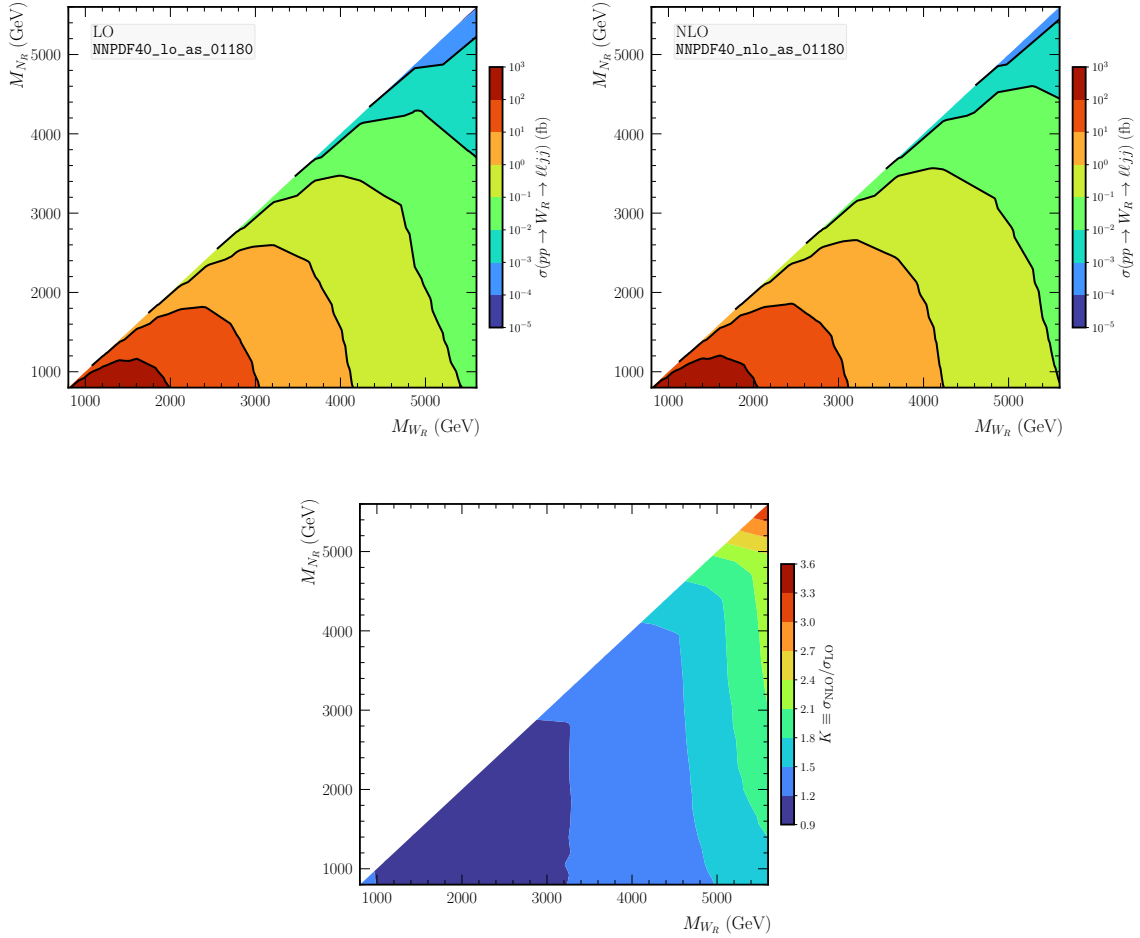 LO
NNPDF40_lo_as_01180
M_{N_R} (GeV)
5000
4000
3000
2000
1000
1000 2000 3000 4000 5000
M_{W_R} (GeV)
10^3
10^2
10^1
10^0
10^{-1}
10^{-2}
10^{-3}
10^{-4}
10^{-5}
σ(pp → W_R → ℓℓjj) (fb)
NLO
NNPDF40_nlo_as_01180
M_{N_R} (GeV)
5000
4000
3000
2000
1000
1000 2000 3000 4000 5000
M_{W_R} (GeV)
10^3
10^2
10^1
10^0
10^{-1}
10^{-2}
10^{-3}
10^{-4}
10^{-5}
σ(pp → W_R → ℓℓjj) (fb)
M_{N_R} (GeV)
5000
4000
3000
2000
1000
1000 2000 3000 4000 5000
M_{W_R} (GeV)
3.6
3.3
3.0
2.7
2.4
2.1
1.8
1.5
1.2
0.9
K ≡ σ_{NLO}/σ_{LO}